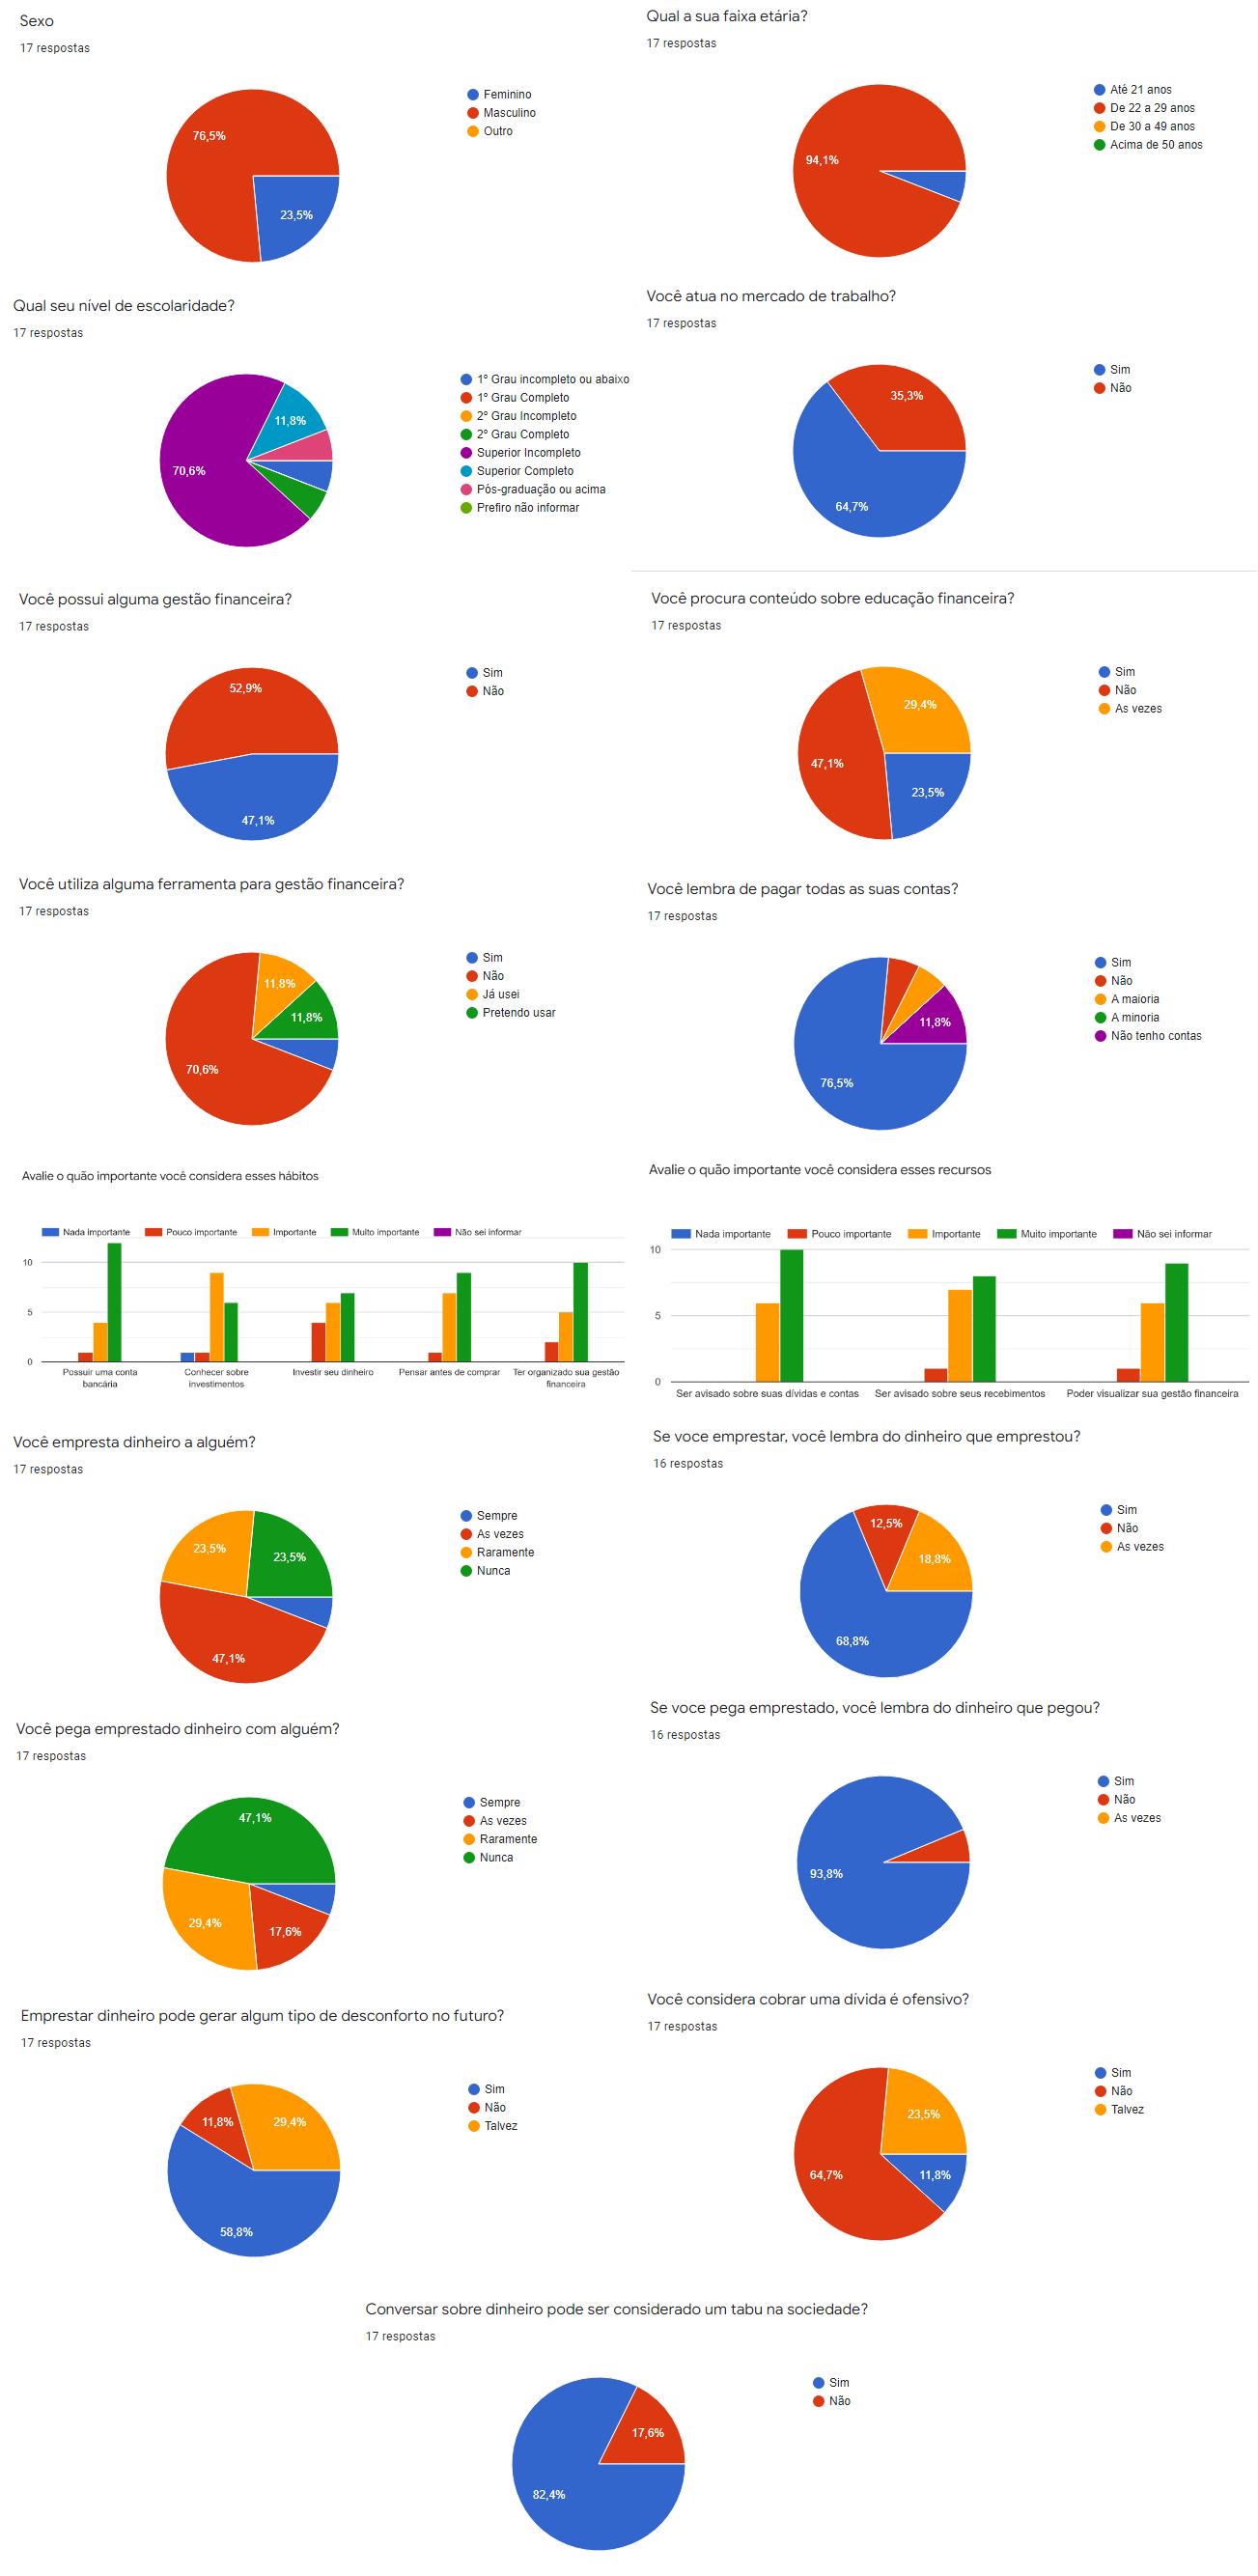 Sexo
17 respostas
76,5%
23,5%
Feminino
Masculino
Outro
Qual a sua faixa etária?
17 respostas
94,1%
Até 21 anos
De 22 a 29 anos
De 30 a 49 anos
Acima de 50 anos
Qual seu nível de escolaridade?
17 respostas
11,8%
70,6%
1º Grau incompleto ou abaixo
1º Grau Completo
2º Grau Incompleto
2º Grau Completo
Superior Incompleto
Superior Completo
Pós-graduação ou acima
Prefiro não informar
Você atua no mercado de trabalho?
17 respostas
35,3%
64,7%
Sim
Não
Você possui alguma gestão financeira?
17 respostas
52,9%
47,1%
Sim
Não
Você procura conteúdo sobre educação financeira?
17 respostas
29,4%
47,1%
23,5%
Sim
Não
As vezes
Você utiliza alguma ferramenta para gestão financeira?
17 respostas
11,8%
11,8%
70,6%
Sim
Não
Já usei
Pretendo usar
Você lembra de pagar todas as suas contas?
17 respostas
11,8%
76,5%
Sim
Não
A maioria
A minoria
Não tenho contas
Avalie o quão importante você considera esses hábitos
Nada importante Pouco importante Importante Muito importante Não sei informar
10
5
0
Possuir uma conta bancária
Conhecer sobre investimentos
Investir seu dinheiro
Pensar antes de comprar
Ter organizado sua gestão financeira
Avalie o quão importante você considera esses recursos
Nada importante Pouco importante Importante Muito importante Não sei informar
10
5
0
Ser avisado sobre suas dívidas e contas
Ser avisado sobre seus recebimentos
Poder visualizar sua gestão financeira
Você empresta dinheiro a alguém?
17 respostas
23,5%
23,5%
47,1%
Sempre
As vezes
Raramente
Nunca
Se voce emprestar, você lembra do dinheiro que emprestou?
16 respostas
12,5%
18,8%
68,8%
Sim
Não
As vezes
Você pega emprestado dinheiro com alguém?
17 respostas
47,1%
29,4%
17,6%
Sempre
As vezes
Raramente
Nunca
Se voce pega emprestado, você lembra do dinheiro que pegou?
16 respostas
93,8%
Sim
Não
As vezes
Emprestar dinheiro pode gerar algum tipo de desconforto no futuro?
17 respostas
11,8%
29,4%
58,8%
Sim
Não
Talvez
Você considera cobrar uma dívida é ofensivo?
17 respostas
23,5%
64,7%
11,8%
Sim
Não
Talvez
Conversar sobre dinheiro pode ser considerado um tabu na sociedade?
17 respostas
17,6%
82,4%
Sim
Não